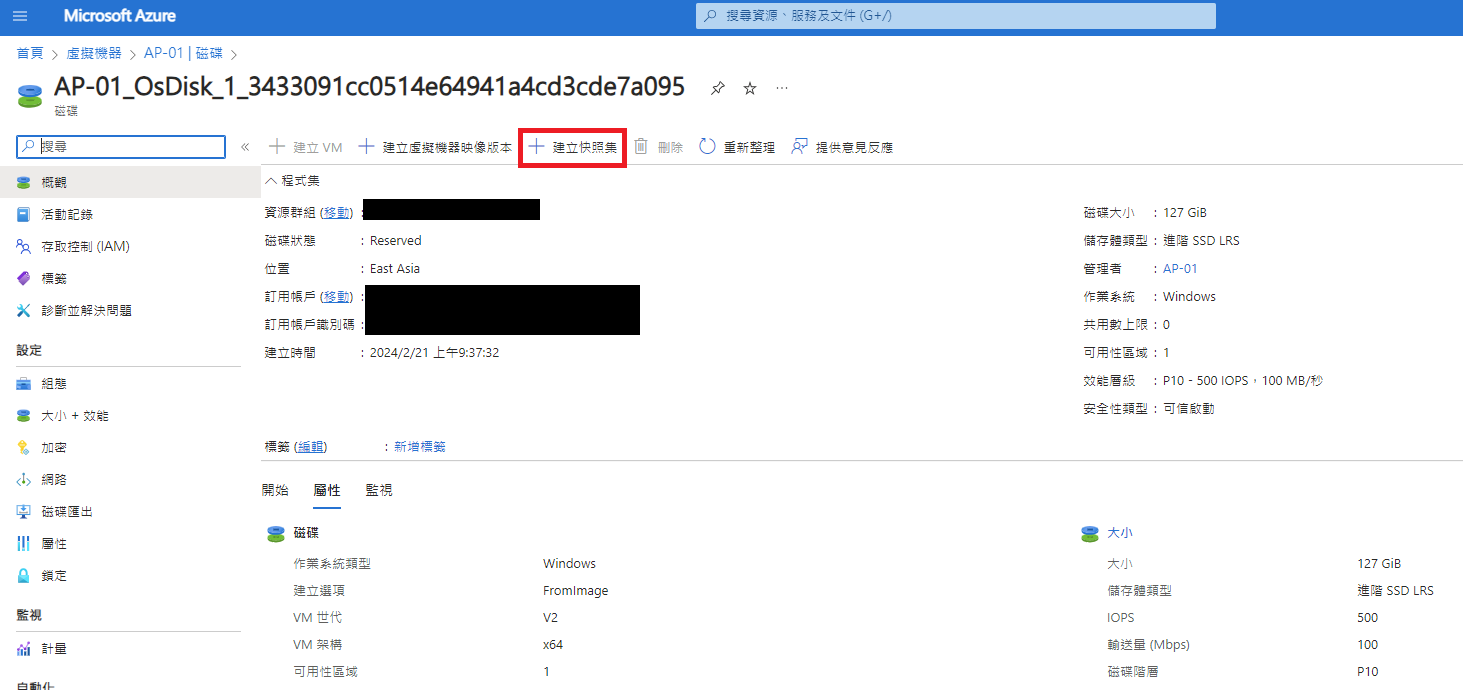 Microsoft Azure
搜尋資源、服務及文件 (G+/)
首頁 > 虛擬機器 > AP-01 | 磁碟 >
AP-01_OsDisk_1_3433091cc0514e64941a4cd3cde7a095
磁碟
搜尋
建立 VM
建立虛擬機器映像版本
建立快照集
刪除
重新整理
提供意見反應
概觀
活動記錄
存取控制 (IAM)
標籤
診斷並解決問題
設定
組態
大小 + 效能
加密
網路
磁碟匯出
屬性
鎖定
監視
計量
自動化
程式集
資源群組 (移動) :
磁碟狀態 : Reserved
位置 : East Asia
訂用帳戶 (移動) :
訂用帳戶識別碼 :
建立時間 : 2024/2/21 上午9:37:32
磁碟大小 : 127 GiB
儲存體類型 : 進階 SSD LRS
管理者 : AP-01
作業系統 : Windows
共用數上限 : 0
可用性區域 : 1
效能層級 : P10 - 500 IOPS，100 MB/秒
安全性類型 : 可信啟動
標籤 (編輯) : 新增標籤
開始 屬性 監視
磁碟
作業系統類型 Windows
建立選項 FromImage
VM 世代 V2
VM 架構 x64
可用性區域 1
大小
大小 127 GiB
儲存體類型 進階 SSD LRS
IOPS 500
輸送量 (Mbps) 100
磁碟階層 P10